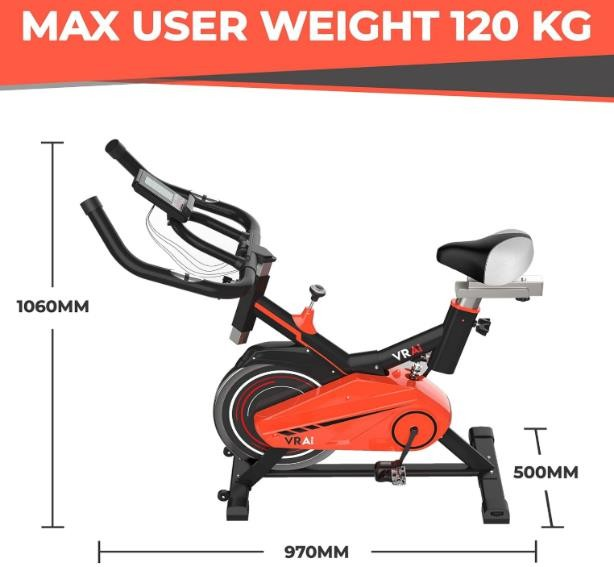 MAX USER WEIGHT 120 KG
1060MM
VRAi
VRAi
500MM
970MM